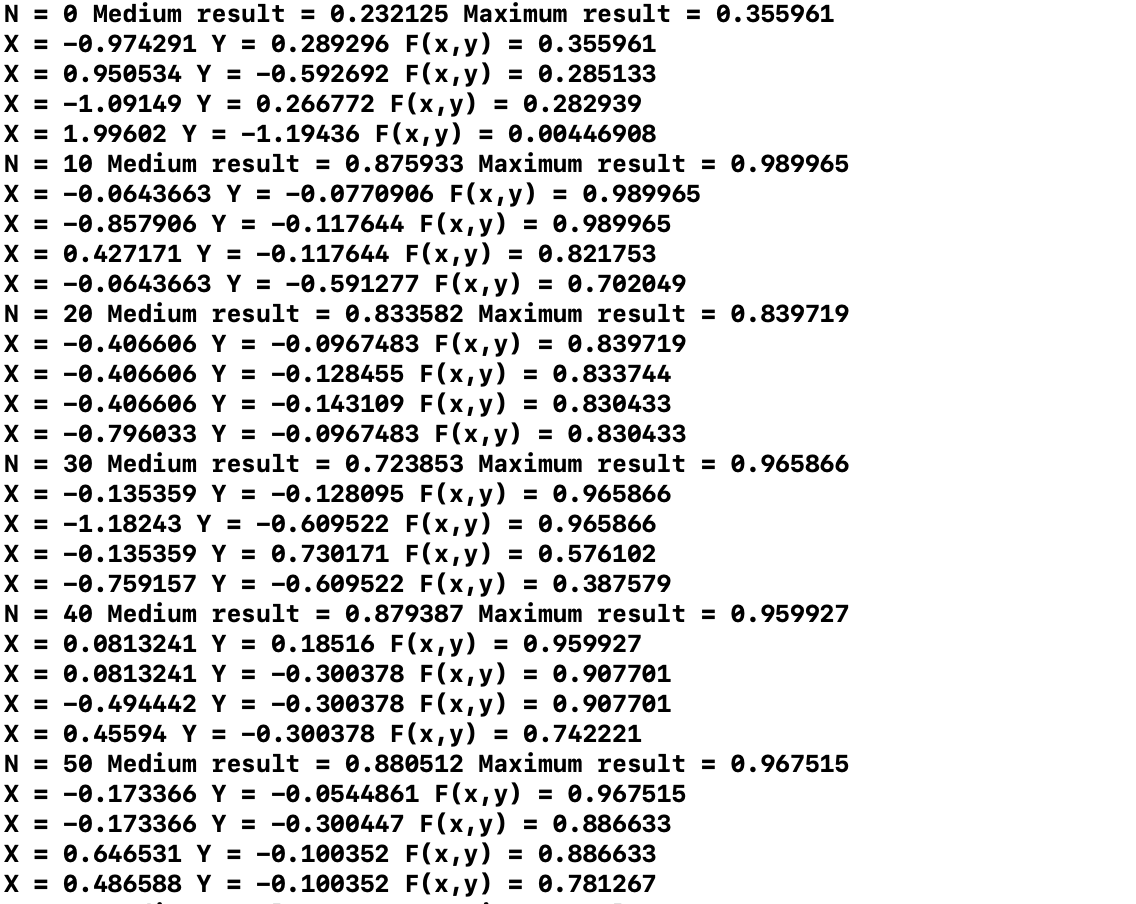 N = 0 Medium result = 0.232125 Maximum result = 0.355961
X = −0.974291 Y = 0.289296 F(x,y) = 0.355961
X = 0.950534 Y = −0.592692 F(x,y) = 0.285133
X = −1.09149 Y = 0.266772 F(x,y) = 0.282939
X = 1.99602 Y = −1.19436 F(x,y) = 0.00446908
N = 10 Medium result = 0.875933 Maximum result = 0.989965
X = −0.0643663 Y = −0.0770906 F(x,y) = 0.989965
X = −0.857906 Y = −0.117644 F(x,y) = 0.989965
X = 0.427171 Y = −0.117644 F(x,y) = 0.821753
X = −0.0643663 Y = −0.591277 F(x,y) = 0.702049
N = 20 Medium result = 0.833582 Maximum result = 0.839719
X = −0.406606 Y = −0.0967483 F(x,y) = 0.839719
X = −0.406606 Y = −0.128455 F(x,y) = 0.833744
X = −0.406606 Y = −0.143109 F(x,y) = 0.830433
X = −0.796033 Y = −0.0967483 F(x,y) = 0.830433
N = 30 Medium result = 0.723853 Maximum result = 0.965866
X = −0.135359 Y = −0.128095 F(x,y) = 0.965866
X = −1.18243 Y = −0.609522 F(x,y) = 0.965866
X = −0.135359 Y = 0.730171 F(x,y) = 0.576102
X = −0.759157 Y = −0.609522 F(x,y) = 0.387579
N = 40 Medium result = 0.879387 Maximum result = 0.959927
X = 0.0813241 Y = 0.18516 F(x,y) = 0.959927
X = 0.0813241 Y = −0.300378 F(x,y) = 0.907701
X = −0.494442 Y = −0.300378 F(x,y) = 0.907701
X = 0.45594 Y = −0.300378 F(x,y) = 0.742221
N = 50 Medium result = 0.880512 Maximum result = 0.967515
X = −0.173366 Y = −0.0544861 F(x,y) = 0.967515
X = −0.173366 Y = −0.300447 F(x,y) = 0.886633
X = 0.646531 Y = −0.100352 F(x,y) = 0.886633
X = 0.486588 Y = −0.100352 F(x,y) = 0.781267